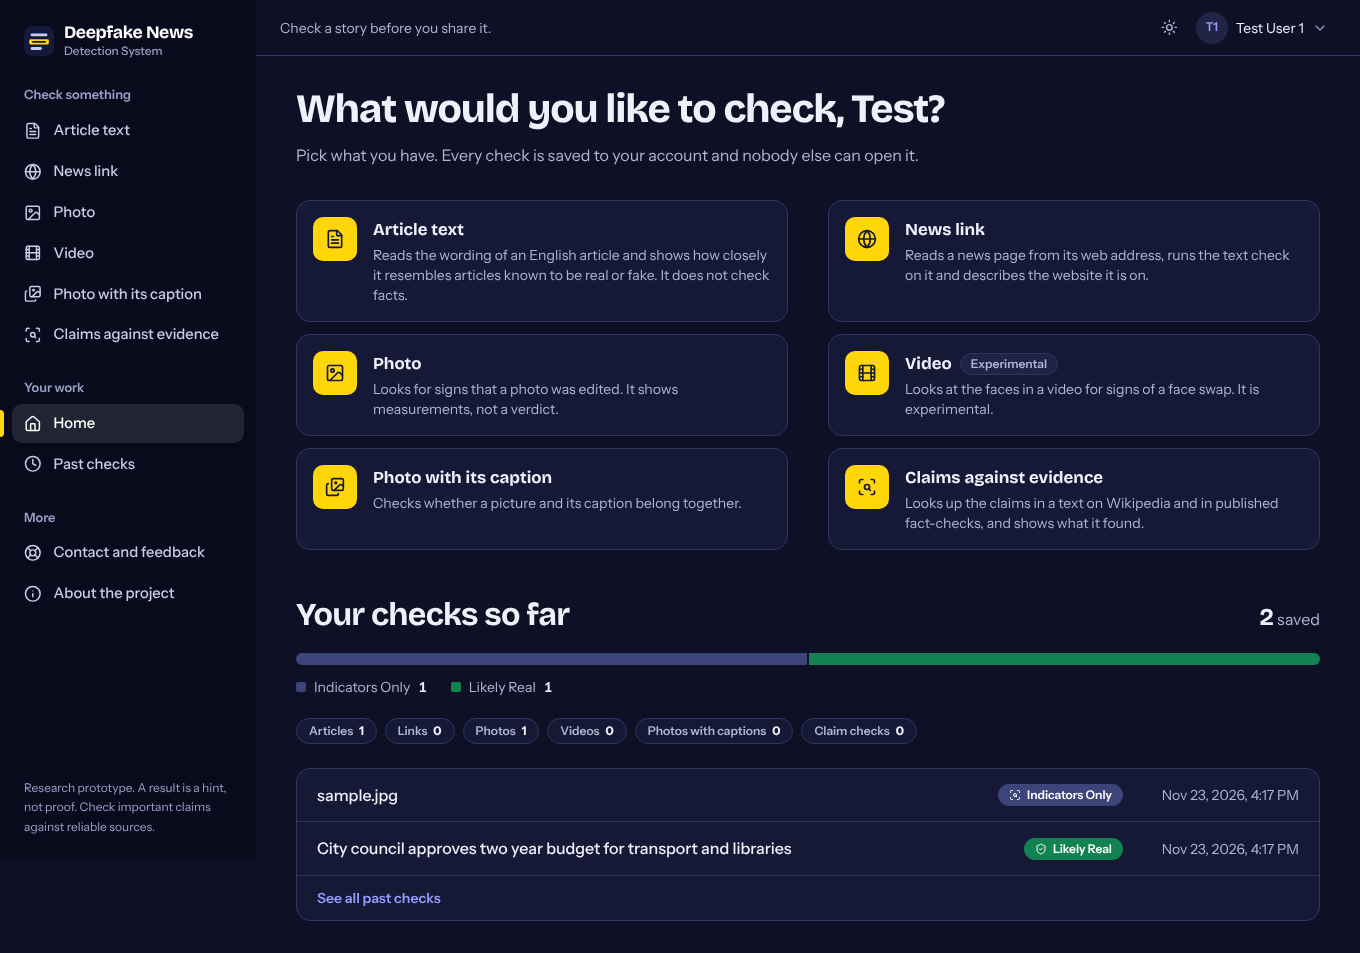 Deepfake News
Detection System
Check something
Article text
News link
Photo
Video
Photo with its caption
Claims against evidence
Your work
Home
Past checks
More
Contact and feedback
About the project
Research prototype. A result is a hint,
not proof. Check important claims
against reliable sources.
Check a story before you share it.
T1
Test User 1
What would you like to check, Test?
Pick what you have. Every check is saved to your account and nobody else can open it.
Article text
Reads the wording of an English article and shows how closely
it resembles articles known to be real or fake. It does not check
facts.
News link
Reads a news page from its web address, runs the text check
on it and describes the website it is on.
Photo
Looks for signs that a photo was edited. It shows
measurements, not a verdict.
Video Experimental
Looks at the faces in a video for signs of a face swap. It is
experimental.
Photo with its caption
Checks whether a picture and its caption belong together.
Claims against evidence
Looks up the claims in a text on Wikipedia and in published
fact-checks, and shows what it found.
Your checks so far
2 saved
Indicators Only 1 Likely Real 1
Articles 1 Links 0 Photos 1 Videos 0 Photos with captions 0 Claim checks 0
sample.jpg Indicators Only Nov 23, 2026, 4:17 PM
City council approves two year budget for transport and libraries Likely Real Nov 23, 2026, 4:17 PM
See all past checks